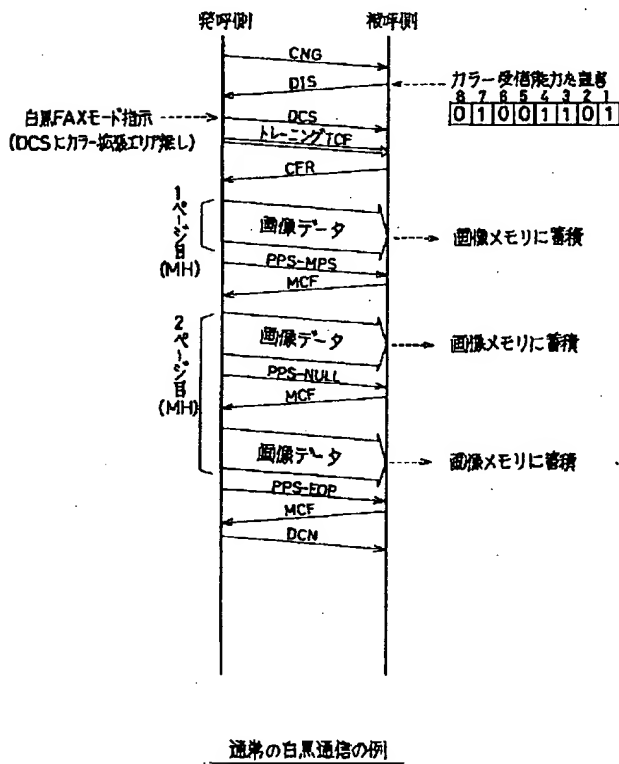 発呼側
被呼側
CNG
DIS
カラー受信能力を宣言
8 7 6 5 4 3 2 1
0 1 0 0 1 1 0 1
白黒FAXモード指示
(DCSにカラー拡張エリア無し)
DCS
トレーニングTCF
CFR
1ページ目(MH)
画像データ
画像メモリに蓄積
PPS-MPS
MCF
2ページ目(MH)
画像データ
画像メモリに蓄積
PPS-NULL
MCF
画像データ
画像メモリに蓄積
PPS-EOP
MCF
DCN
通常の白黒通信の例